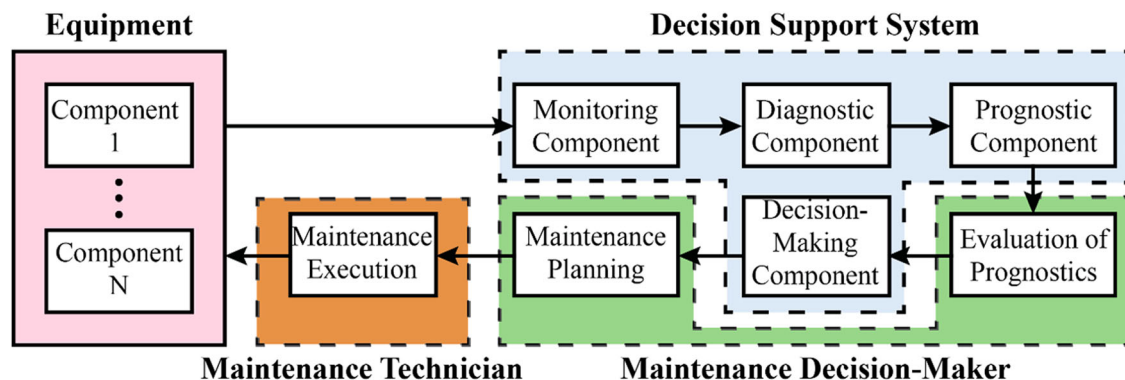 Equipment
Decision Support System
Component
1
Monitoring
Component
Diagnostic
Component
Prognostic
Component
Component
N
Maintenance
Execution
Maintenance
Planning
Decision-
Making
Component
Evaluation of
Prognostics
Maintenance Technician
Maintenance Decision-Maker